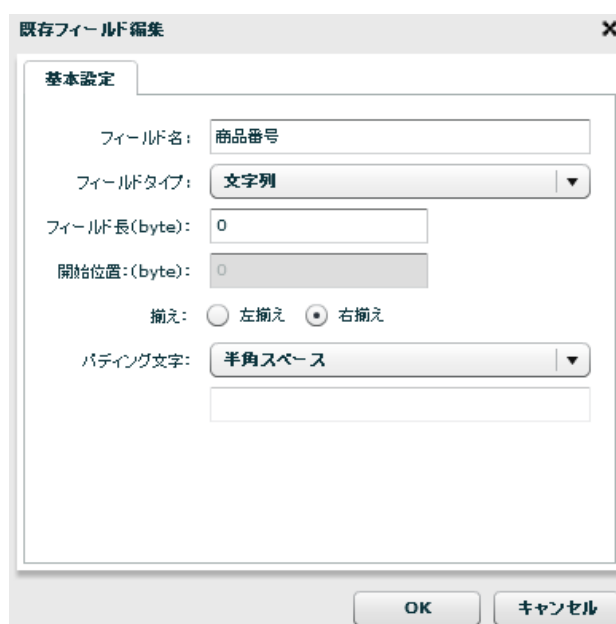 既存フィールド編集
基本設定
フィールド名: 商品番号
フィールドタイプ: 文字列
フィールド長(byte): 0
開始位置:(byte): 0
揃え: 左揃え 右揃え
パディング文字: 半角スペース
OK キャンセル